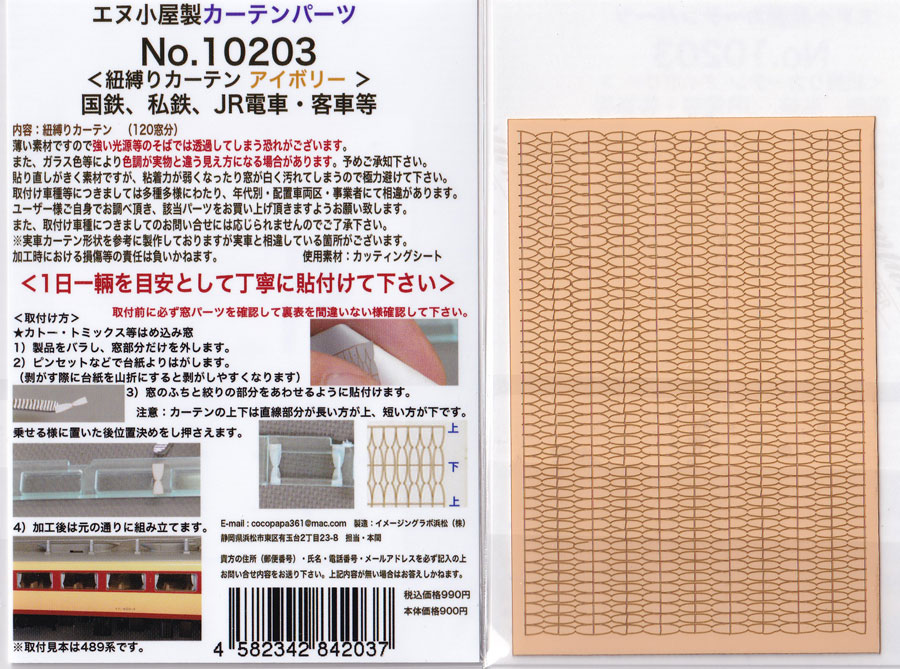 エヌ小屋製カーテンパーツ
No.10203
＜紐縛りカーテン アイボリー ＞
国鉄、私鉄、JR電車・客車等
内容：紐縛りカーテン （120窓分）
薄い素材ですので強い光源等のそばでは透過してしまう恐れがございます。
また、ガラス色等により色調が実物と違う見え方になる場合があります。予めご承知下さい。
貼り直しがきく素材ですが、粘着力が弱くなったり窓が白く汚れてしまうので極力避けて下さい。
取付け車種等につきましては多種多様にわたり、年代別・配置車両区・事業者にて相違があります。
ユーザー様ご自身でお調べ頂き、該当パーツをお買い上げ頂きますようお願い致します。
また、取付け車種につきましてのお問い合せには応じられませんのでご了承下さい。
※実車カーテン形状を参考に製作しておりますが実車と相違している箇所がございます。
加工時における損傷等の責任は負いかねます。 使用素材：カッティングシート
＜1日一輌を目安として丁寧に貼付けて下さい＞
取付前に必ず窓パーツを確認して裏表を間違いない様確認して下さい。
＜取付け方＞
★カトー・トミックス等はめ込み窓
1）製品をバラし、窓部分だけを外します。
2）ピンセットなどで台紙よりはがします。
（剥がす際に台紙を山折にすると剥がしやすくなります）
3）窓のふちと絞りの部分をあわせるように貼付けます。
注意：カーテンの上下は直線部分が長い方が上、短い方が下です。
乗せる様に置いた後位置決めをし押さえます。
上
下
上
4）加工後は元の通りに組み立てます。
E-mail：cocopapa361@mac.com 製造：イメージングラボ浜松（株）
静岡県浜松市東区有玉台2丁目23-8 担当・本間
貴方の住所（郵便番号）・氏名・電話番号・メールアドレスを必ず記入の上
お問い合せ内容をお送り下さい。上記内容が無い場合はお答えしかねます。
税込価格990円
本体価格900円
4 582342 842037
※取付見本は489系です。